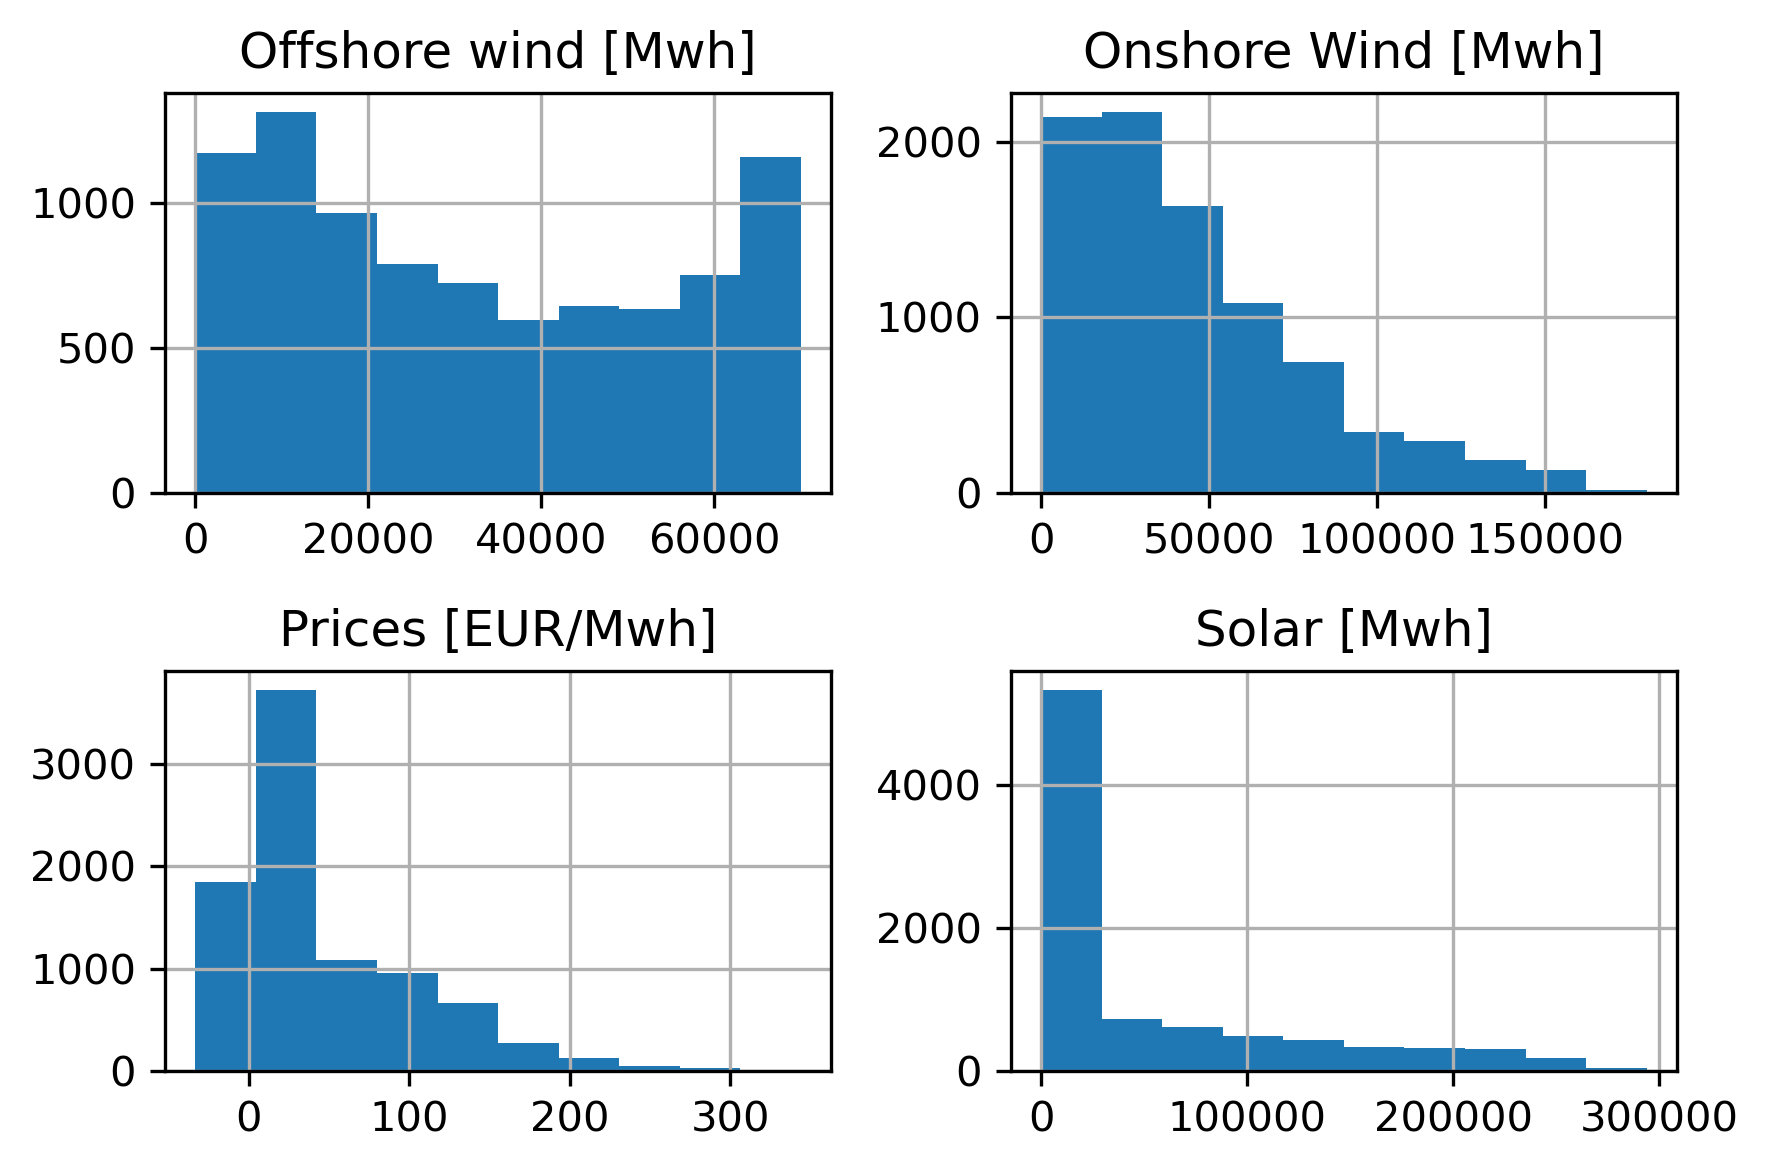 Offshore wind [Mwh]
Onshore Wind [Mwh]
1000
500
0
0 20000 40000 60000
2000
1000
0
0 50000 100000 150000
Prices [EUR/Mwh]
Solar [Mwh]
3000
2000
1000
0
0 100 200 300
4000
2000
0
0 100000 200000 300000